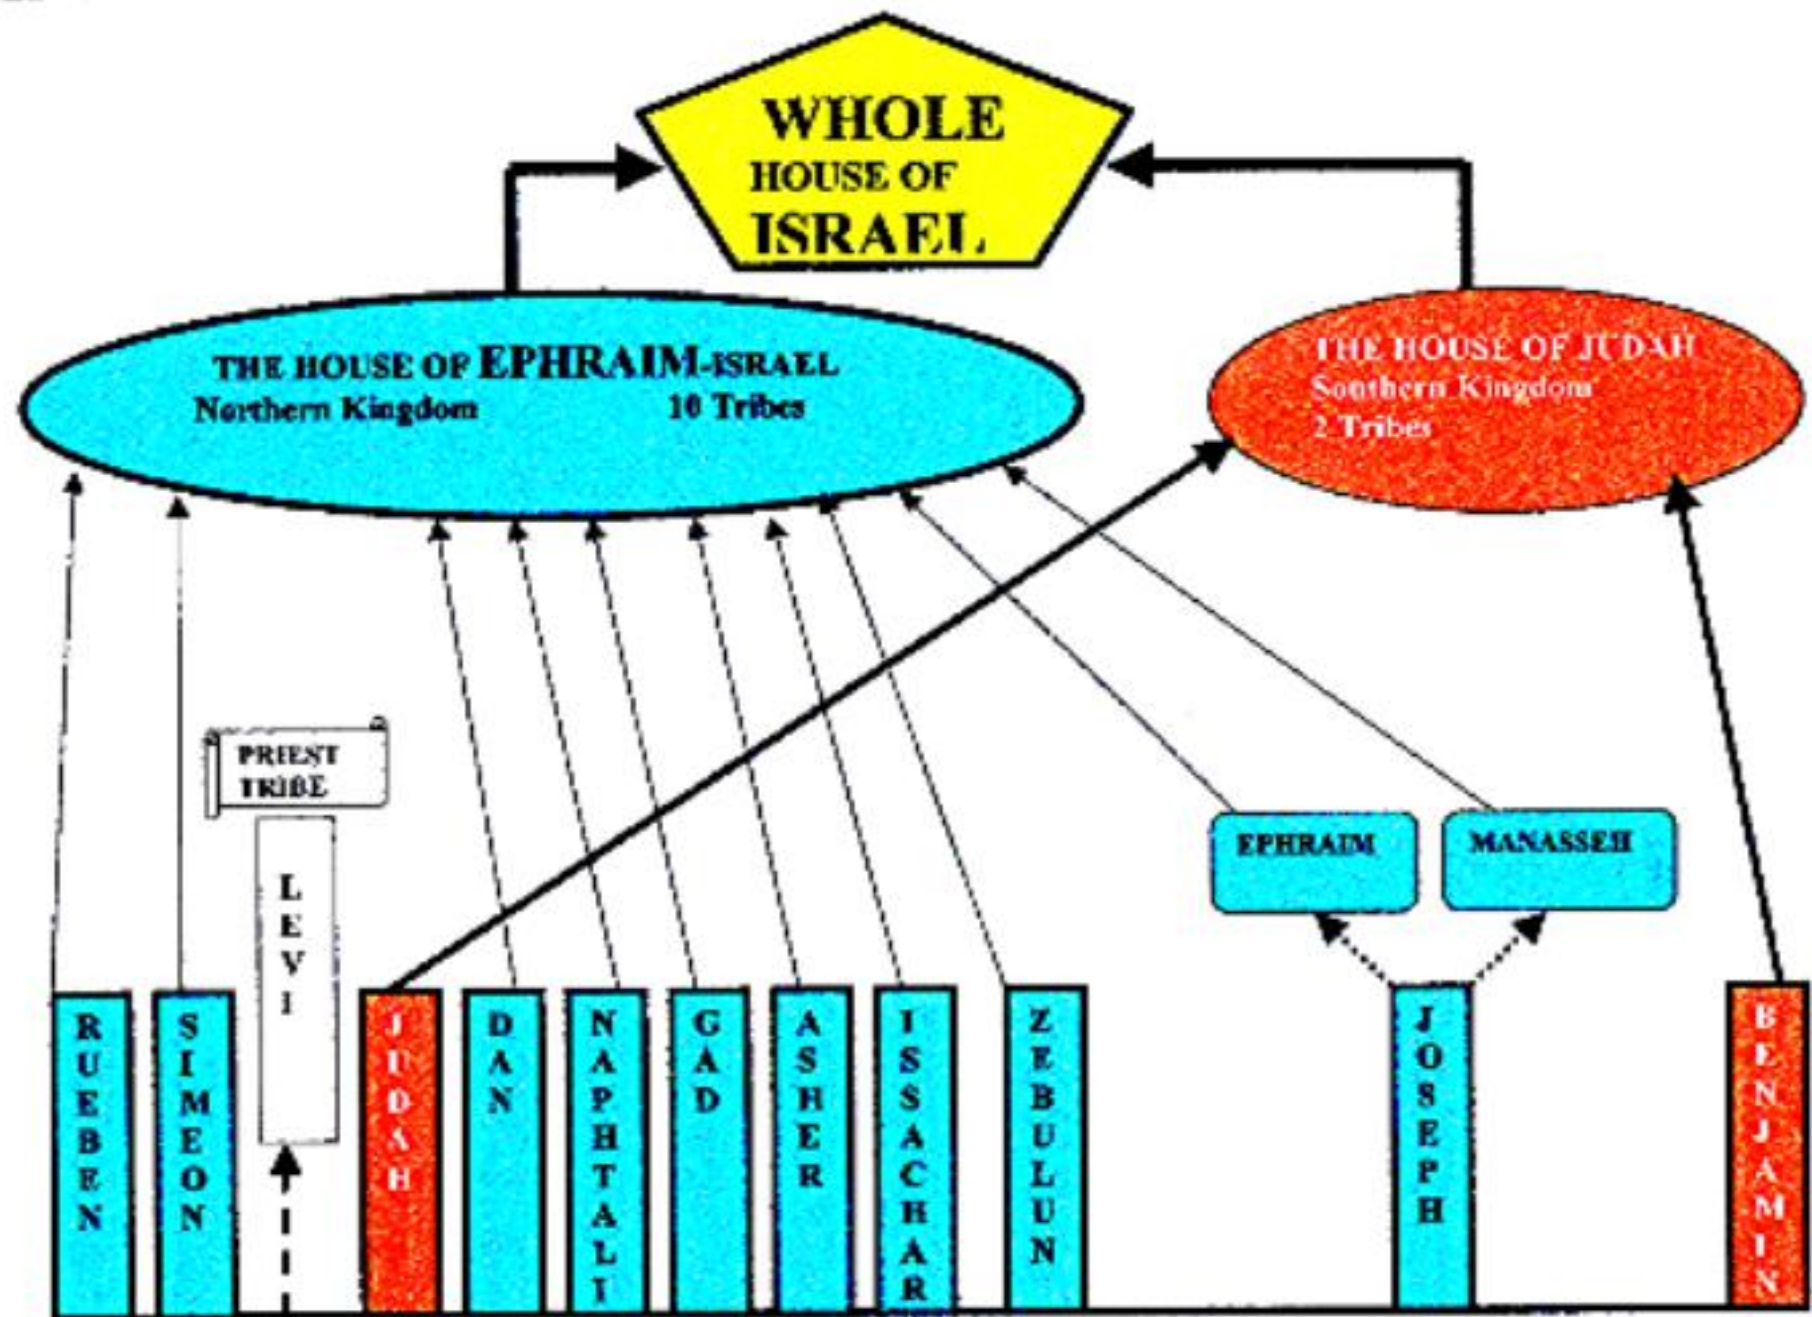 WHOLE
HOUSE OF
ISRAEL
THE HOUSE OF EPHRAIM-ISRAEL
Northern Kingdom 10 Tribes
THE HOUSE OF JUDAH
Southern Kingdom
2 Tribes
PRIEST
TRIBE
LEVI
EPHRAIM
MANASSEH
RUEBEN
SIMEON
JUDAH
DAN
NAPHTALI
GAD
ASHER
ISSACHAR
ZEBULUN
JOSEPH
BENJAMIN